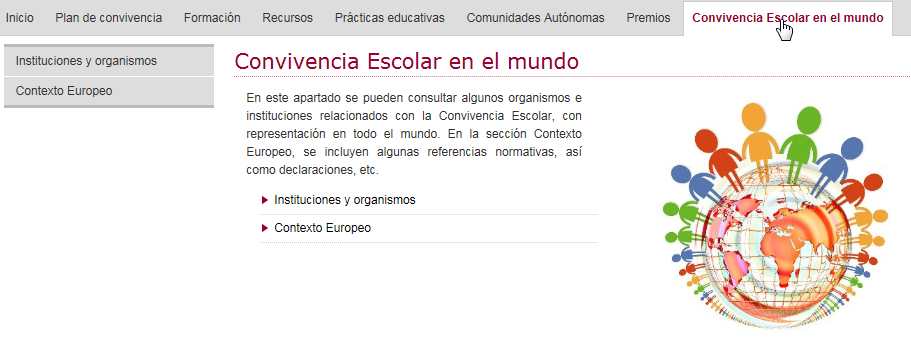 Inicio Plan de convivencia Formación Recursos Prácticas educativas Comunidades Autónomas Premios Convivencia Escolar en el mundo
Instituciones y organismos
Contexto Europeo
Convivencia Escolar en el mundo
En este apartado se pueden consultar algunos organismos e
instituciones relacionados con la Convivencia Escolar, con
representación en todo el mundo. En la sección Contexto
Europeo, se incluyen algunas referencias normativas, así
como declaraciones, etc.
Instituciones y organismos
Contexto Europeo